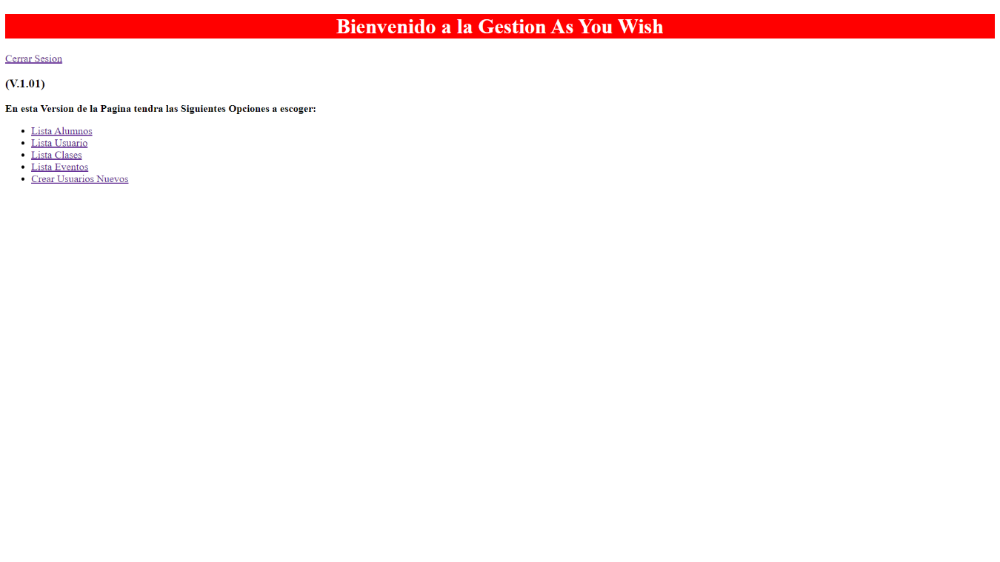 Bienvenido a la Gestion As You Wish
Cerrar Sesion
(V.1.01)
En esta Version de la Pagina tendra las Siguientes Opciones a escoger:
Lista Alumnos
Lista Usuario
Lista Clases
Lista Eventos
Crear Usuarios Nuevos